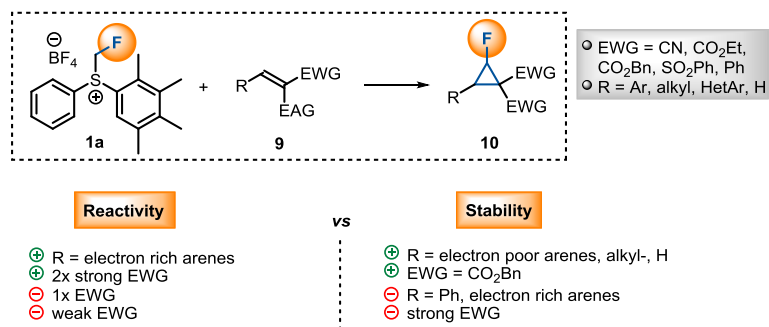 F
⊖
BF4
S
⊕
1a
+
R
EWG
EAG
9
F
R
EWG
EWG
10
EWG = CN, CO2Et,
CO2Bn, SO2Ph, Ph
R = Ar, alkyl, HetAr, H
Reactivity
vs
Stability
⊕ R = electron rich arenes
⊕ 2x strong EWG
⊖ 1x EWG
⊖ weak EWG
⊕ R = electron poor arenes, alkyl-, H
⊕ EWG = CO2Bn
⊖ R = Ph, electron rich arenes
⊖ strong EWG